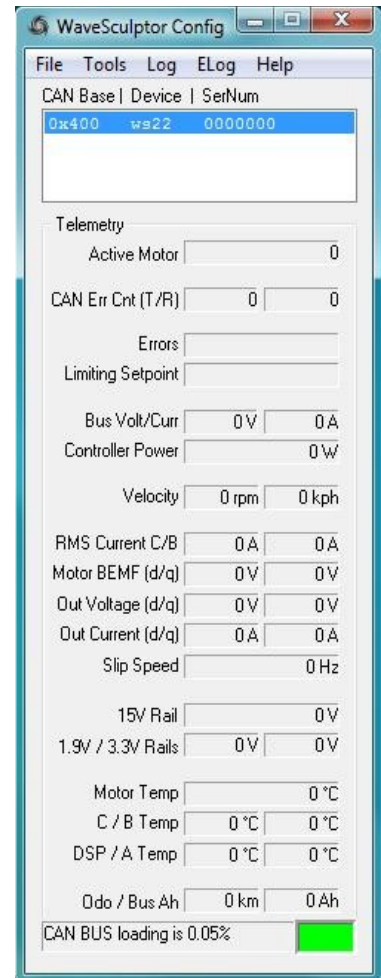 WaveSculptor Config
File Tools Log ELog Help
CAN Base | Device | SerNum
0x400 ws22 0000000
Telemetry
Active Motor 0
CAN Err Cnt (T/R) 0 0
Errors
Limiting Setpoint
Bus Volt/Curr 0 V 0 A
Controller Power 0 W
Velocity 0 rpm 0 kph
RMS Current C/B 0 A 0 A
Motor BEMF (d/q) 0 V 0 V
Out Voltage (d/q) 0 V 0 V
Out Current (d/q) 0 A 0 A
Slip Speed 0 Hz
15V Rail 0 V
1.9V / 3.3V Rails 0 V 0 V
Motor Temp 0 °C
C / B Temp 0 °C 0 °C
DSP / A Temp 0 °C 0 °C
Odo / Bus Ah 0 km 0 Ah
CAN BUS loading is 0.05%